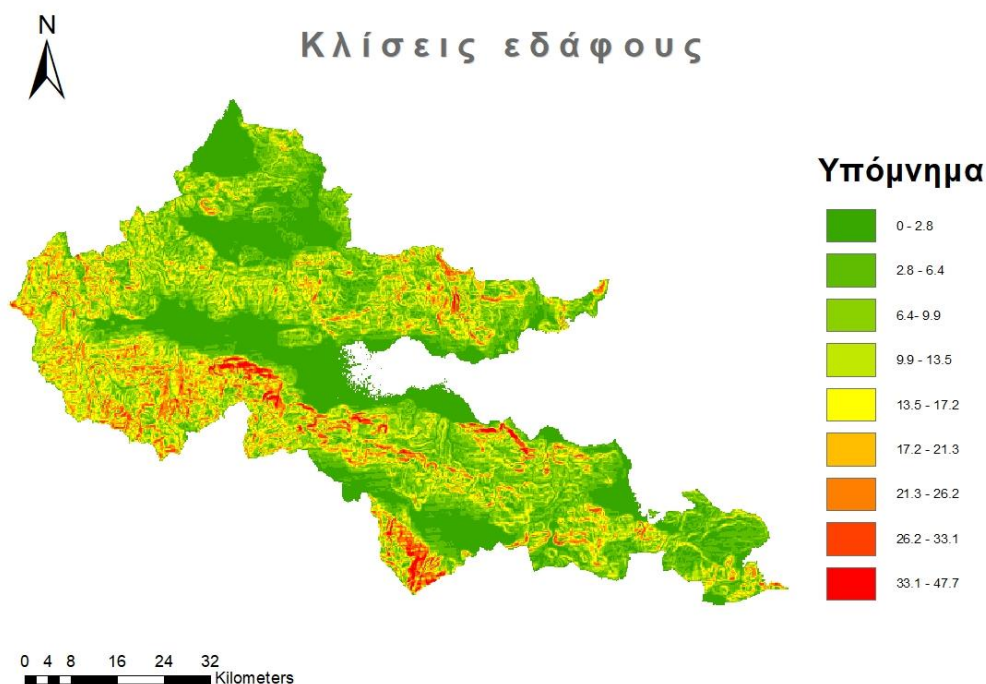 N
Κλίσεις εδάφους
Υπόμνημα
0 - 2.8
2.8 - 6.4
6.4- 9.9
9.9 - 13.5
13.5 - 17.2
17.2 - 21.3
21.3 - 26.2
26.2 - 33.1
33.1 - 47.7
0 4 8 16 24 32
Kilometers